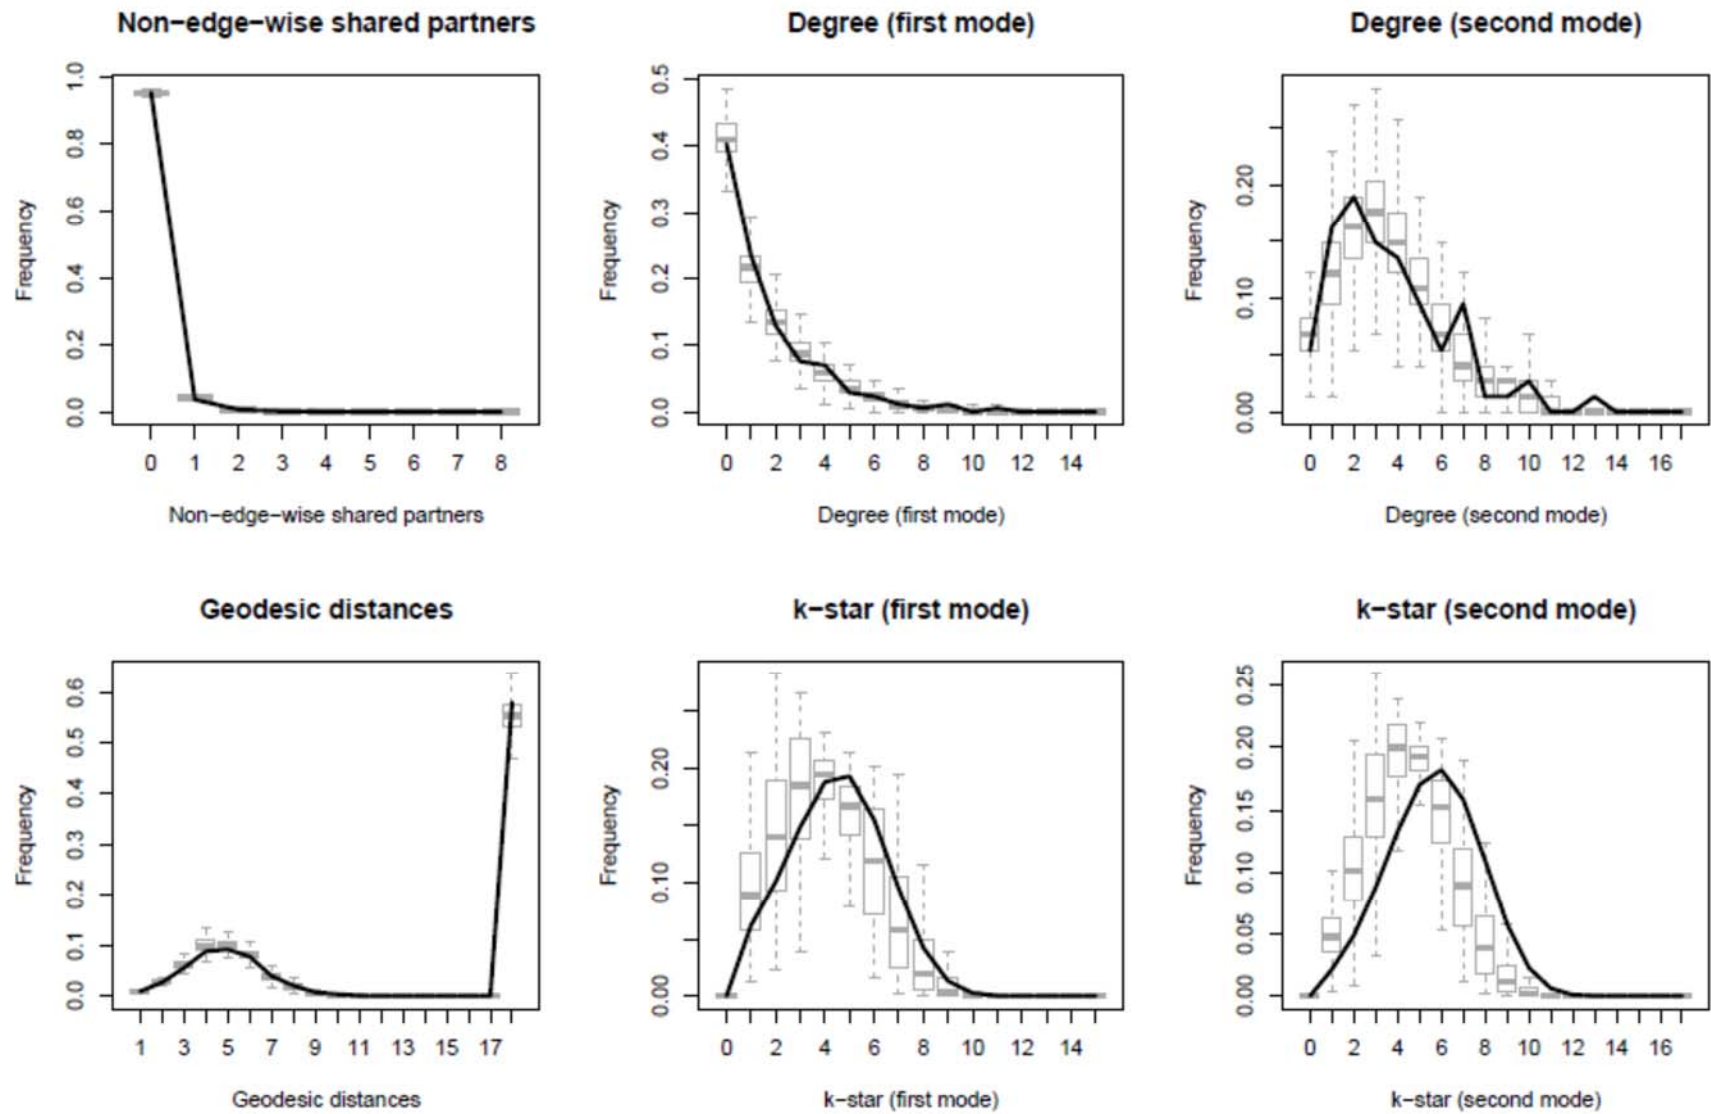 Non-edge-wise shared partners
Degree (first mode)
Degree (second mode)
Frequency
1.0
0.8
0.6
0.4
0.2
0.0
0 1 2 3 4 5 6 7 8
Non-edge-wise shared partners
Frequency
0.5
0.4
0.3
0.2
0.1
0.0
0 2 4 6 8 10 12 14
Degree (first mode)
Frequency
0.20
0.10
0.00
0 2 4 6 8 10 12 16
Degree (second mode)
Geodesic distances
k-star (first mode)
k-star (second mode)
Frequency
0.6
0.5
0.4
0.3
0.2
0.1
0.0
1 3 5 7 9 11 13 15 17
Geodesic distances
Frequency
0.20
0.10
0.00
0 2 4 6 8 10 12 14
k-star (first mode)
Frequency
0.25
0.20
0.15
0.10
0.05
0.00
0 2 4 6 8 10 12 16
k-star (second mode)